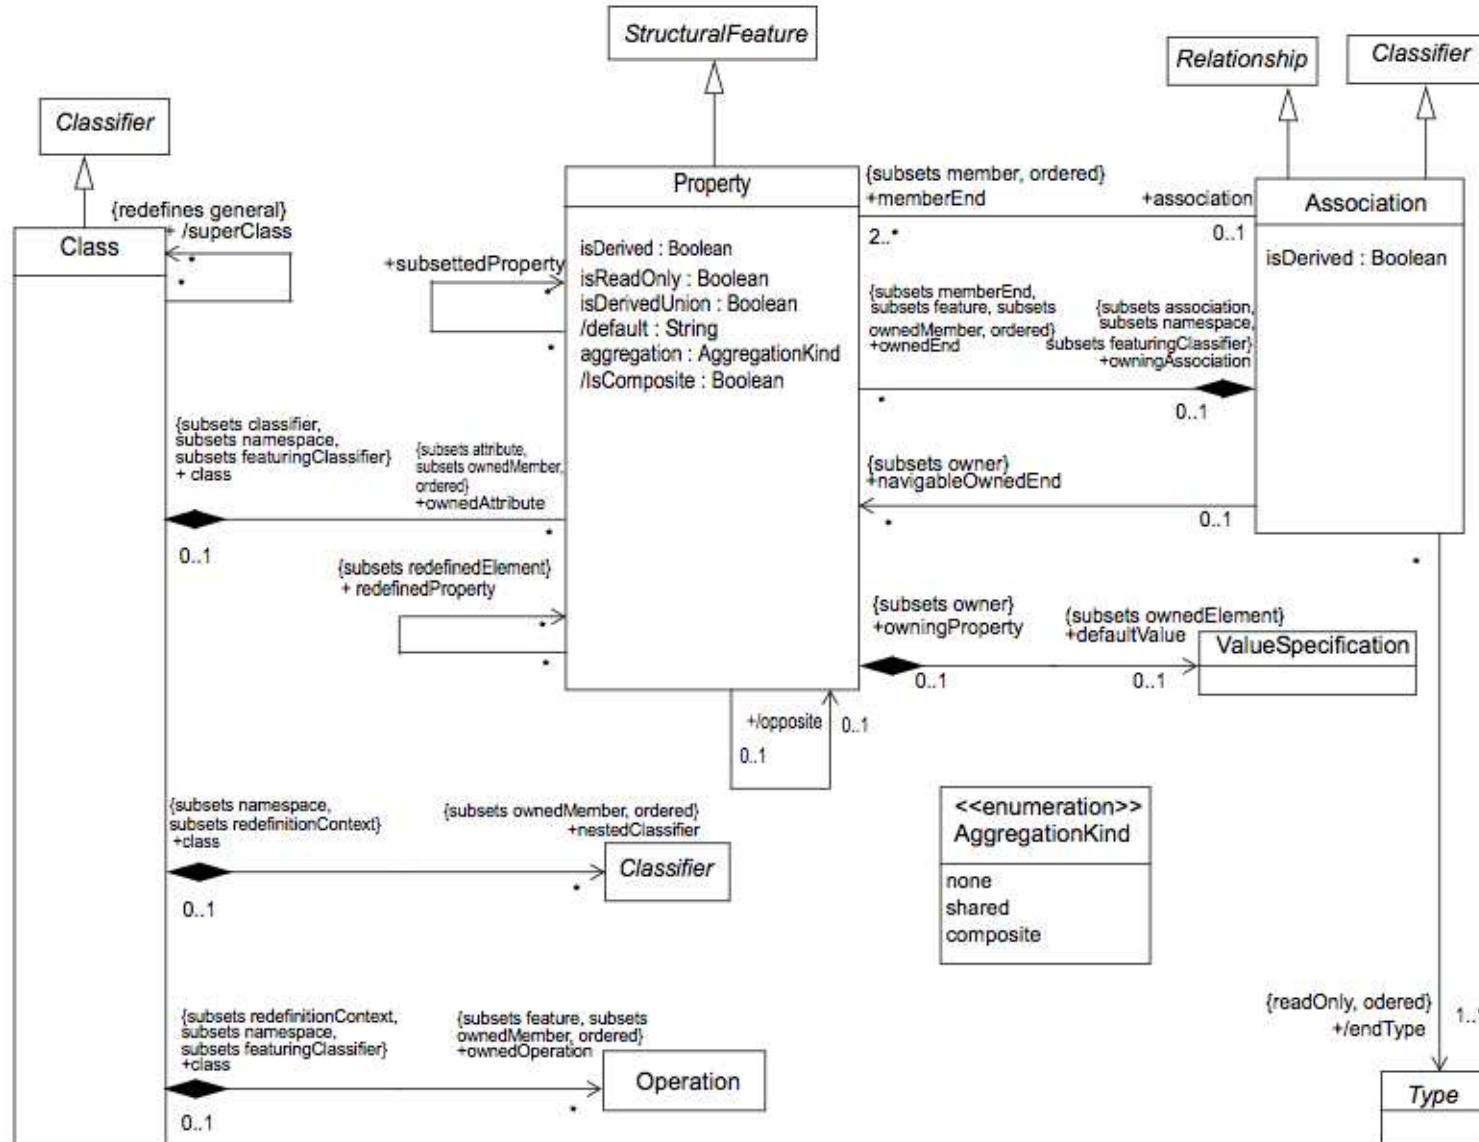 StructuralFeature
Relationship
Classifier
Classifier
{redefines general}
+ /superClass
*
*
Class
Property
isDerived : Boolean
isReadOnly : Boolean
isDerivedUnion : Boolean
/default : String
aggregation : AggregationKind
/IsComposite : Boolean
{subsets member, ordered}
+memberEnd
2..*
+association
0..1
Association
isDerived : Boolean
+subsettedProperty
*
*
{subsets memberEnd,
subsets feature, subsets
ownedMember, ordered}
+ownedEnd
*
{subsets association,
subsets namespace,
subsets featuringClassifier}
+owningAssociation
0..1
{subsets classifier,
subsets namespace,
subsets featuringClassifier}
+ class
0..1
{subsets attribute,
subsets ownedMember,
ordered}
+ownedAttribute
*
{subsets owner}
+navigableOwnedEnd
*
0..1
{subsets redefinedElement}
+ redefinedProperty
*
*
{subsets owner}
+owningProperty
0..1
{subsets ownedElement}
+defaultValue
0..1
ValueSpecification
*
+/opposite
0..1
0..1
{subsets namespace,
subsets redefinitionContext}
+class
0..1
{subsets ownedMember, ordered}
+nestedClassifier
*
Classifier
<<enumeration>>
AggregationKind
none
shared
composite
{subsets redefinitionContext,
subsets namespace,
subsets featuringClassifier}
+class
0..1
{subsets feature, subsets
ownedMember, ordered}
+ownedOperation
*
Operation
{readOnly, odered}
+/endType
1..*
Type